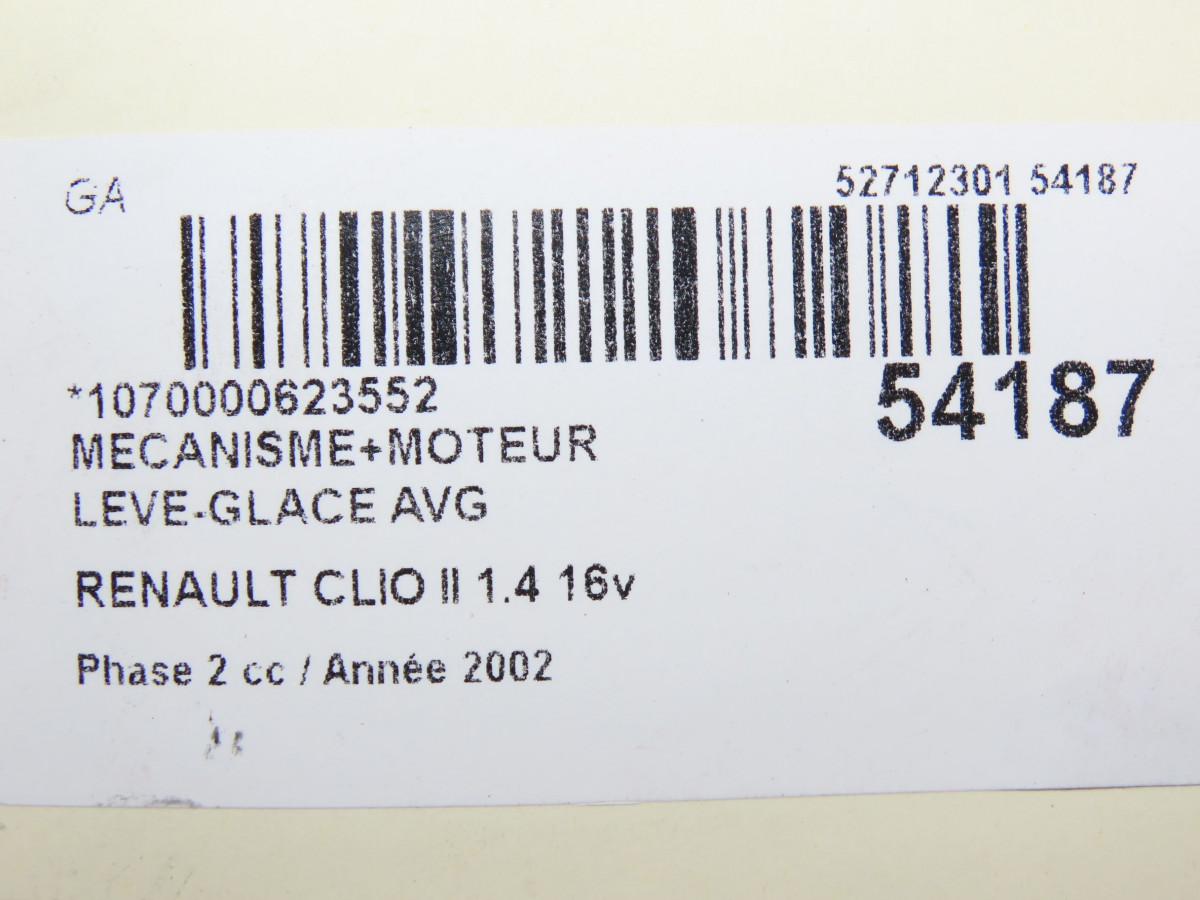 GA
52712301 54187
*1070000623552
54187
MECANISME+MOTEUR
LEVE-GLACE AVG
RENAULT CLIO II 1.4 16v
Phase 2 cc / Année 2002